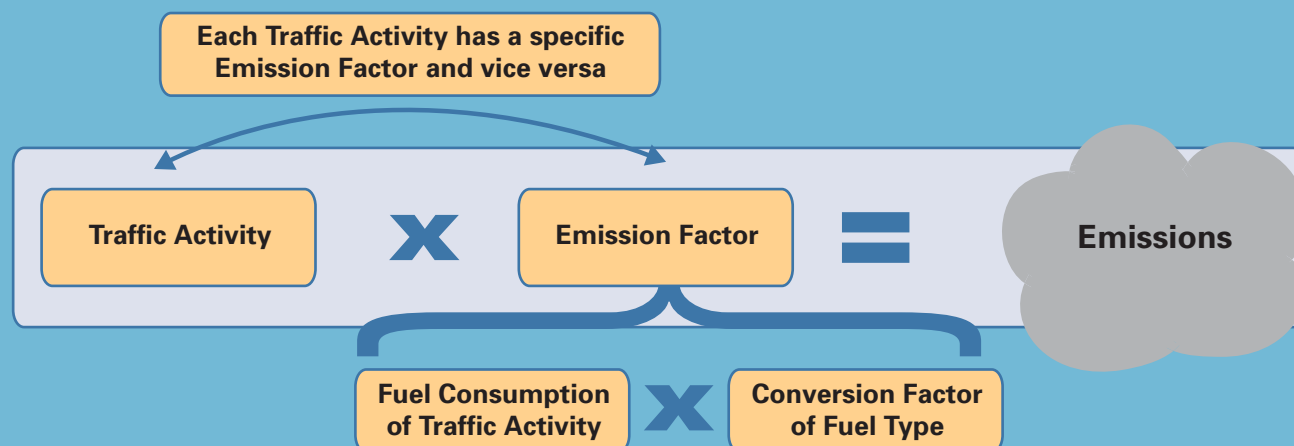 Each Traffic Activity has a specific
Emission Factor and vice versa
Traffic Activity
x
Emission Factor
=
Emissions
Fuel Consumption
of Traffic Activity
x
Conversion Factor
of Fuel Type